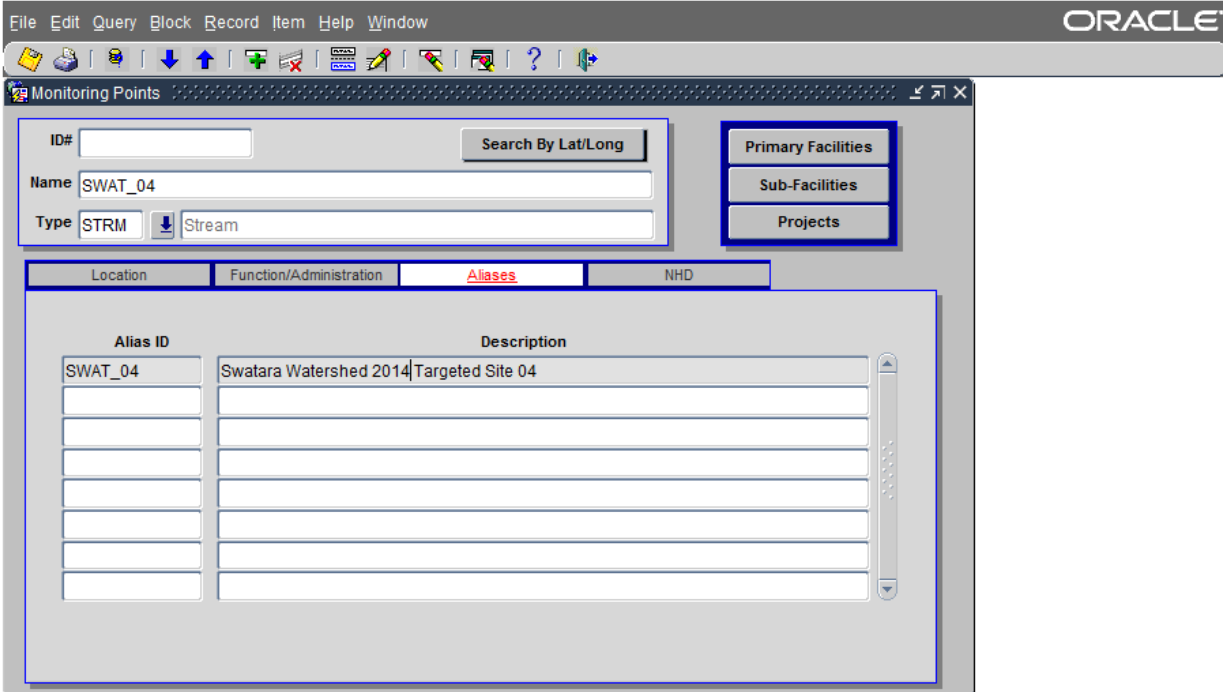 File Edit Query Block Record Item Help Window
ORACLE
Monitoring Points
ID#
Search By Lat/Long
Name SWAT_04
Type STRM Stream
Primary Facilities
Sub-Facilities
Projects
Location Function/Administration Aliases NHD
Alias ID Description
SWAT_04 Swatara Watershed 2014 Targeted Site 04